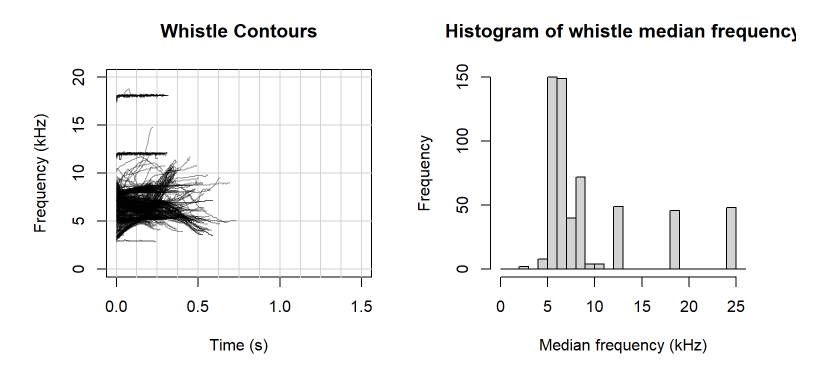 Whistle Contours
Frequency (kHz)
20
15
10
5
0
0.0 0.5 1.0 1.5
Time (s)
Histogram of whistle median frequency
Frequency
150
100
50
0
0 5 10 15 20 25
Median frequency (kHz)